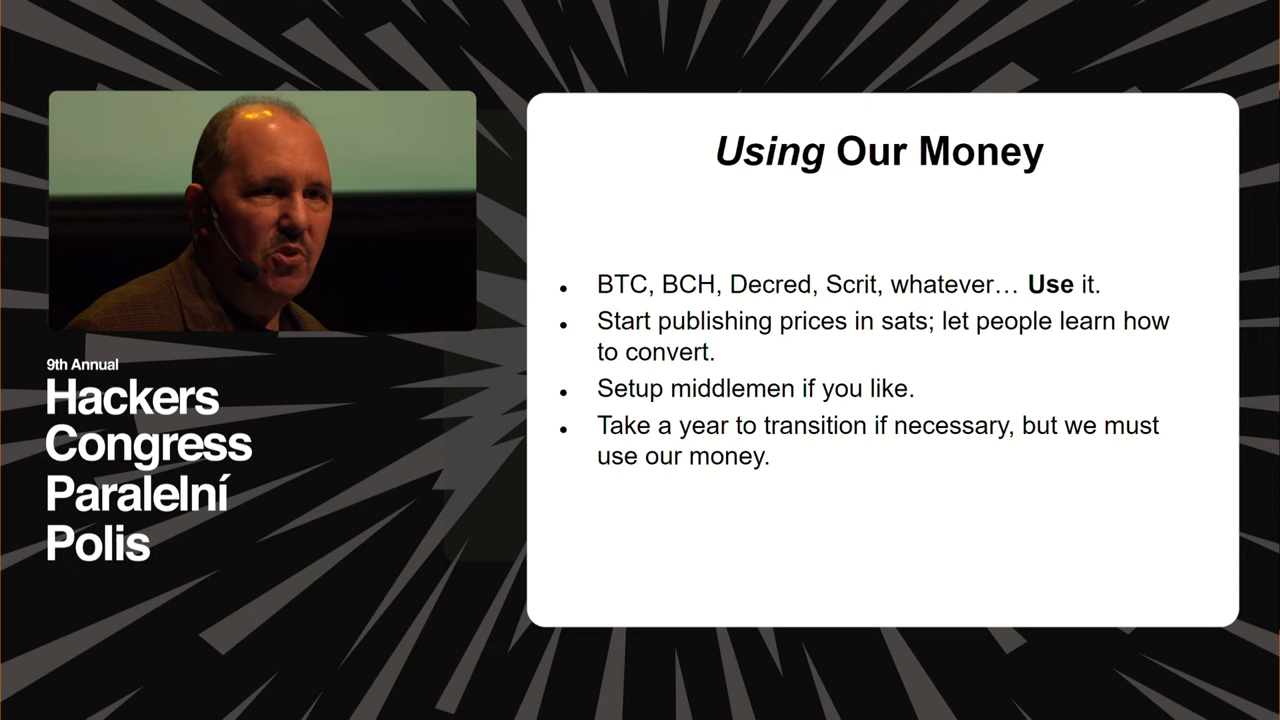 9th Annual
Hackers
Congress
Paralelní
Polis
Using Our Money
• BTC, BCH, Decred, Scrit, whatever… Use it.
• Start publishing prices in sats; let people learn how
to convert.
• Setup middlemen if you like.
• Take a year to transition if necessary, but we must
use our money.